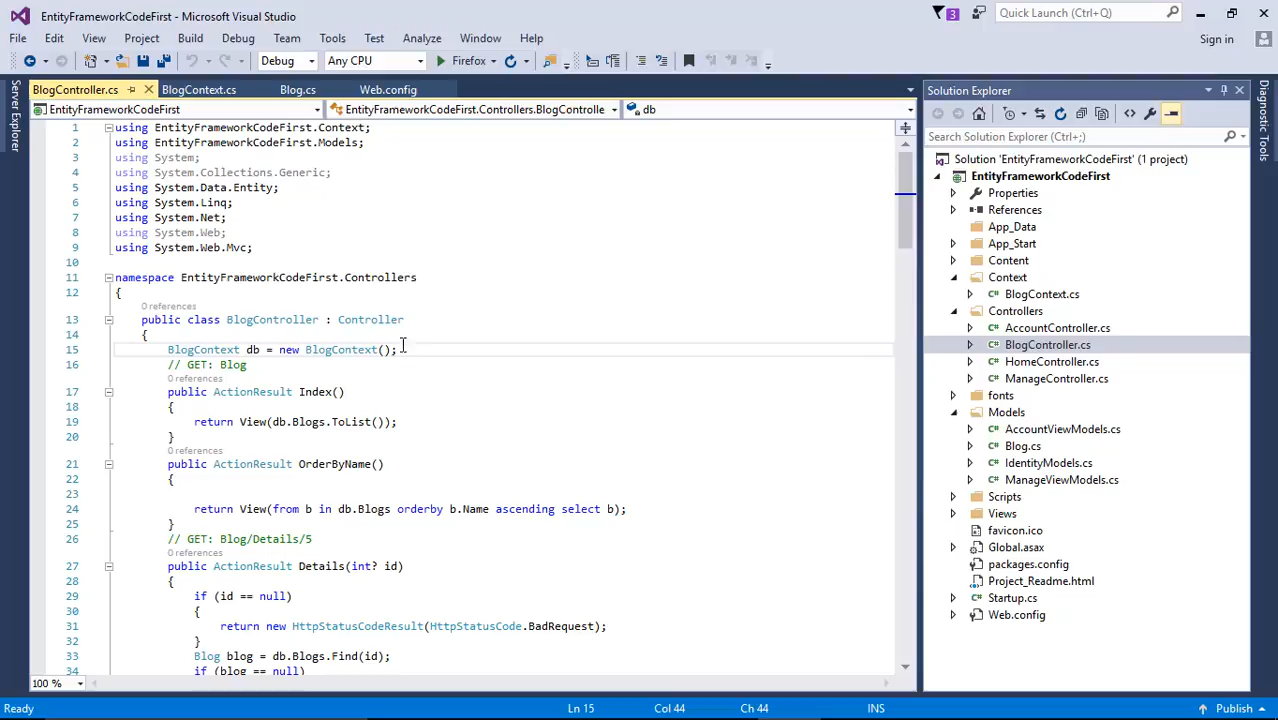 EntityFrameworkCodeFirst - Microsoft Visual Studio
3
Quick Launch (Ctrl+Q)
File Edit View Project Build Debug Team Tools Test Analyze Window Help
Sign in
Debug Any CPU Firefox
Server Explorer
BlogController.cs BlogContext.cs Blog.cs Web.config
EntityFrameworkCodeFirst EntityFrameworkCodeFirst.Controllers.BlogControlle db
1 using EntityFrameworkCodeFirst.Context;
2 using EntityFrameworkCodeFirst.Models;
3 using System;
4 using System.Collections.Generic;
5 using System.Data.Entity;
6 using System.Linq;
7 using System.Net;
8 using System.Web;
9 using System.Web.Mvc;
10
11 namespace EntityFrameworkCodeFirst.Controllers
12 {
0 references
13 public class BlogController : Controller
14 {
15 BlogContext db = new BlogContext();
16 // GET: Blog
0 references
17 public ActionResult Index()
18 {
19 return View(db.Blogs.ToList());
20 }
0 references
21 public ActionResult OrderByName()
22 {
23
24 return View(from b in db.Blogs orderby b.Name ascending select b);
25 }
26 // GET: Blog/Details/5
0 references
27 public ActionResult Details(int? id)
28 {
29 if (id == null)
30 {
31 return new HttpStatusCodeResult(HttpStatusCode.BadRequest);
32 }
33 Blog blog = db.Blogs.Find(id);
34 if (blog == null)
100 %
Solution Explorer
Search Solution Explorer (Ctrl+;)
Solution 'EntityFrameworkCodeFirst' (1 project)
EntityFrameworkCodeFirst
Properties
References
App_Data
App_Start
Content
Context
C# BlogContext.cs
Controllers
C# AccountController.cs
C# BlogController.cs
C# HomeController.cs
C# ManageController.cs
fonts
Models
C# AccountViewModels.cs
C# Blog.cs
C# IdentityModels.cs
C# ManageViewModels.cs
Scripts
Views
favicon.ico
Global.asax
packages.config
Project_Readme.html
C# Startup.cs
Web.config
Diagnostic Tools
Ready Ln 15 Col 44 Ch 44 INS Publish